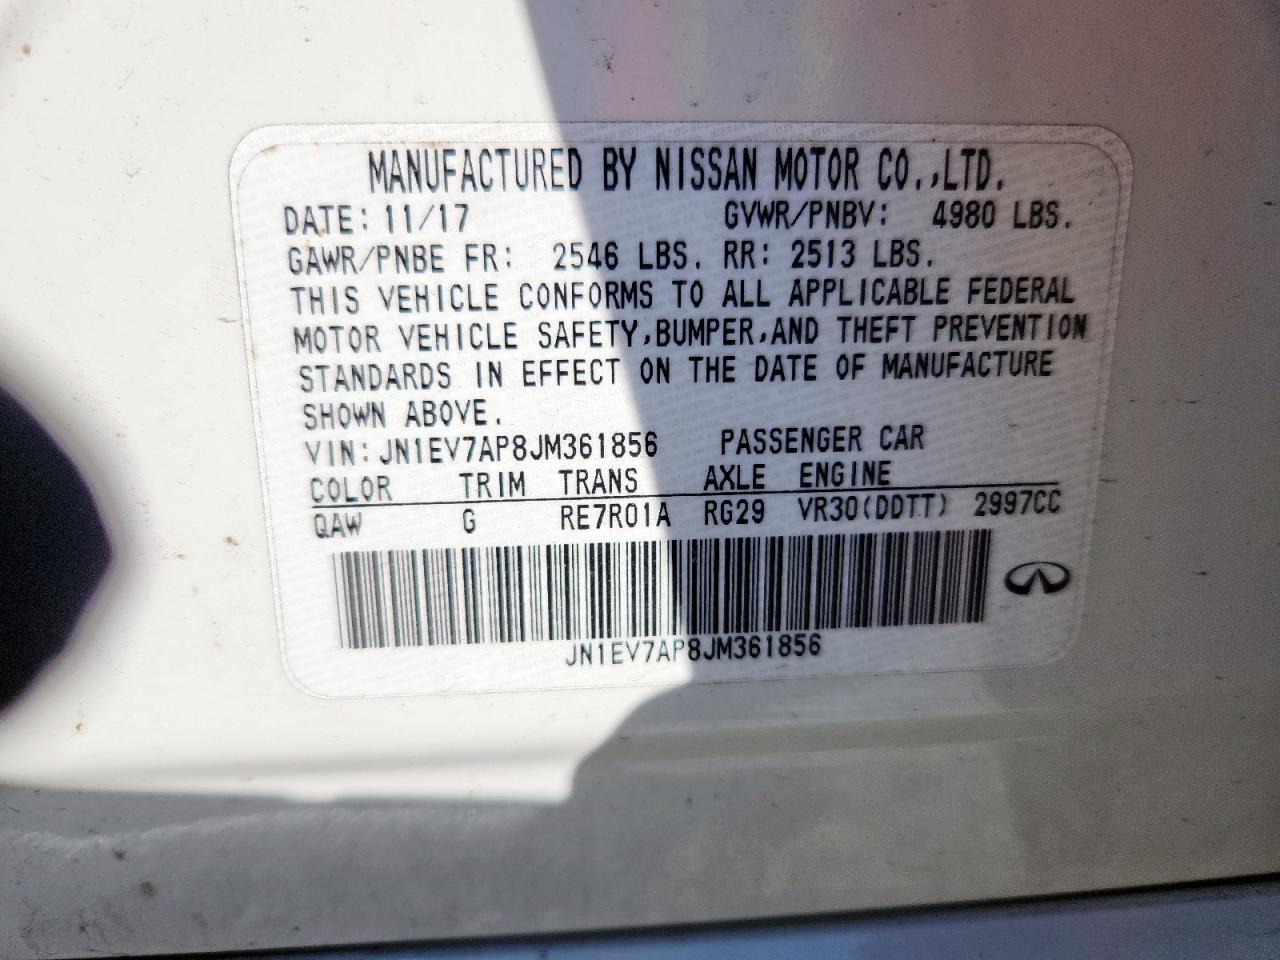 MANUFACTURED BY NISSAN MOTOR CO.,LTD.
DATE: 11/17 GVWR/PNBV: 4980 LBS.
GAWR/PNBE FR: 2546 LBS. RR: 2513 LBS.
THIS VEHICLE CONFORMS TO ALL APPLICABLE FEDERAL
MOTOR VEHICLE SAFETY,BUMPER,AND THEFT PREVENTION
STANDARDS IN EFFECT ON THE DATE OF MANUFACTURE
SHOWN ABOVE.
VIN:JN1EV7AP8JM361856 PASSENGER CAR
COLOR TRIM TRANS AXLE ENGINE
QAW G RE7R01A RG29 VR30(DDTT) 2997CC
JN1EV7AP8JM361856